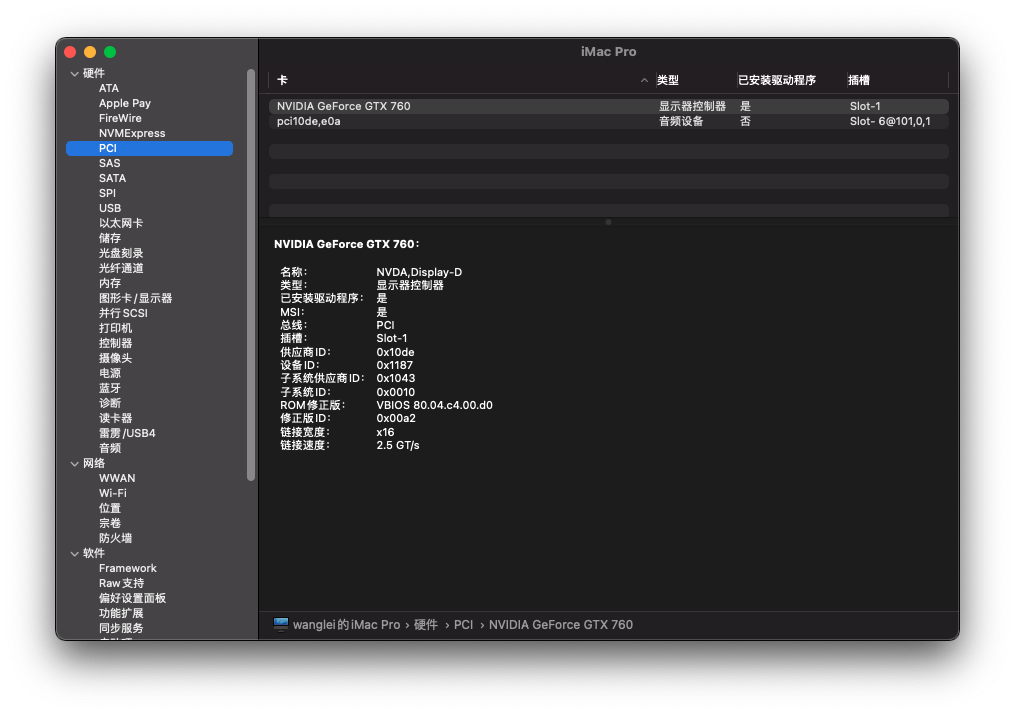 iMac Pro
硬件
ATA
Apple Pay
FireWire
NVMExpress
PCI
SAS
SATA
SPI
USB
以太网卡
储存
光盘刻录
光纤通道
内存
图形卡/显示器
并行SCSI
打印机
控制器
摄像头
电源
蓝牙
诊断
读卡器
雷雳/USB4
音频
网络
WWAN
Wi-Fi
位置
宗卷
防火墙
软件
Framework
Raw支持
偏好设置面板
功能扩展
同步服务
卡 类型 已安装驱动程序 插槽
NVIDIA GeForce GTX 760 显示器控制器 是 Slot-1
pci10de,e0a 音频设备 否 Slot- 6@101,0,1
NVIDIA GeForce GTX 760:
名称: NVDA,Display-D
类型: 显示器控制器
已安装驱动程序: 是
MSI: 是
总线: PCI
插槽: Slot-1
供应商ID: 0x10de
设备ID: 0x1187
子系统供应商ID: 0x1043
子系统ID: 0x0010
ROM修正版: VBIOS 80.04.c4.00.d0
修正版ID: 0x00a2
链接宽度: x16
链接速度: 2.5 GT/s
wanglei的iMac Pro › 硬件 › PCI › NVIDIA GeForce GTX 760